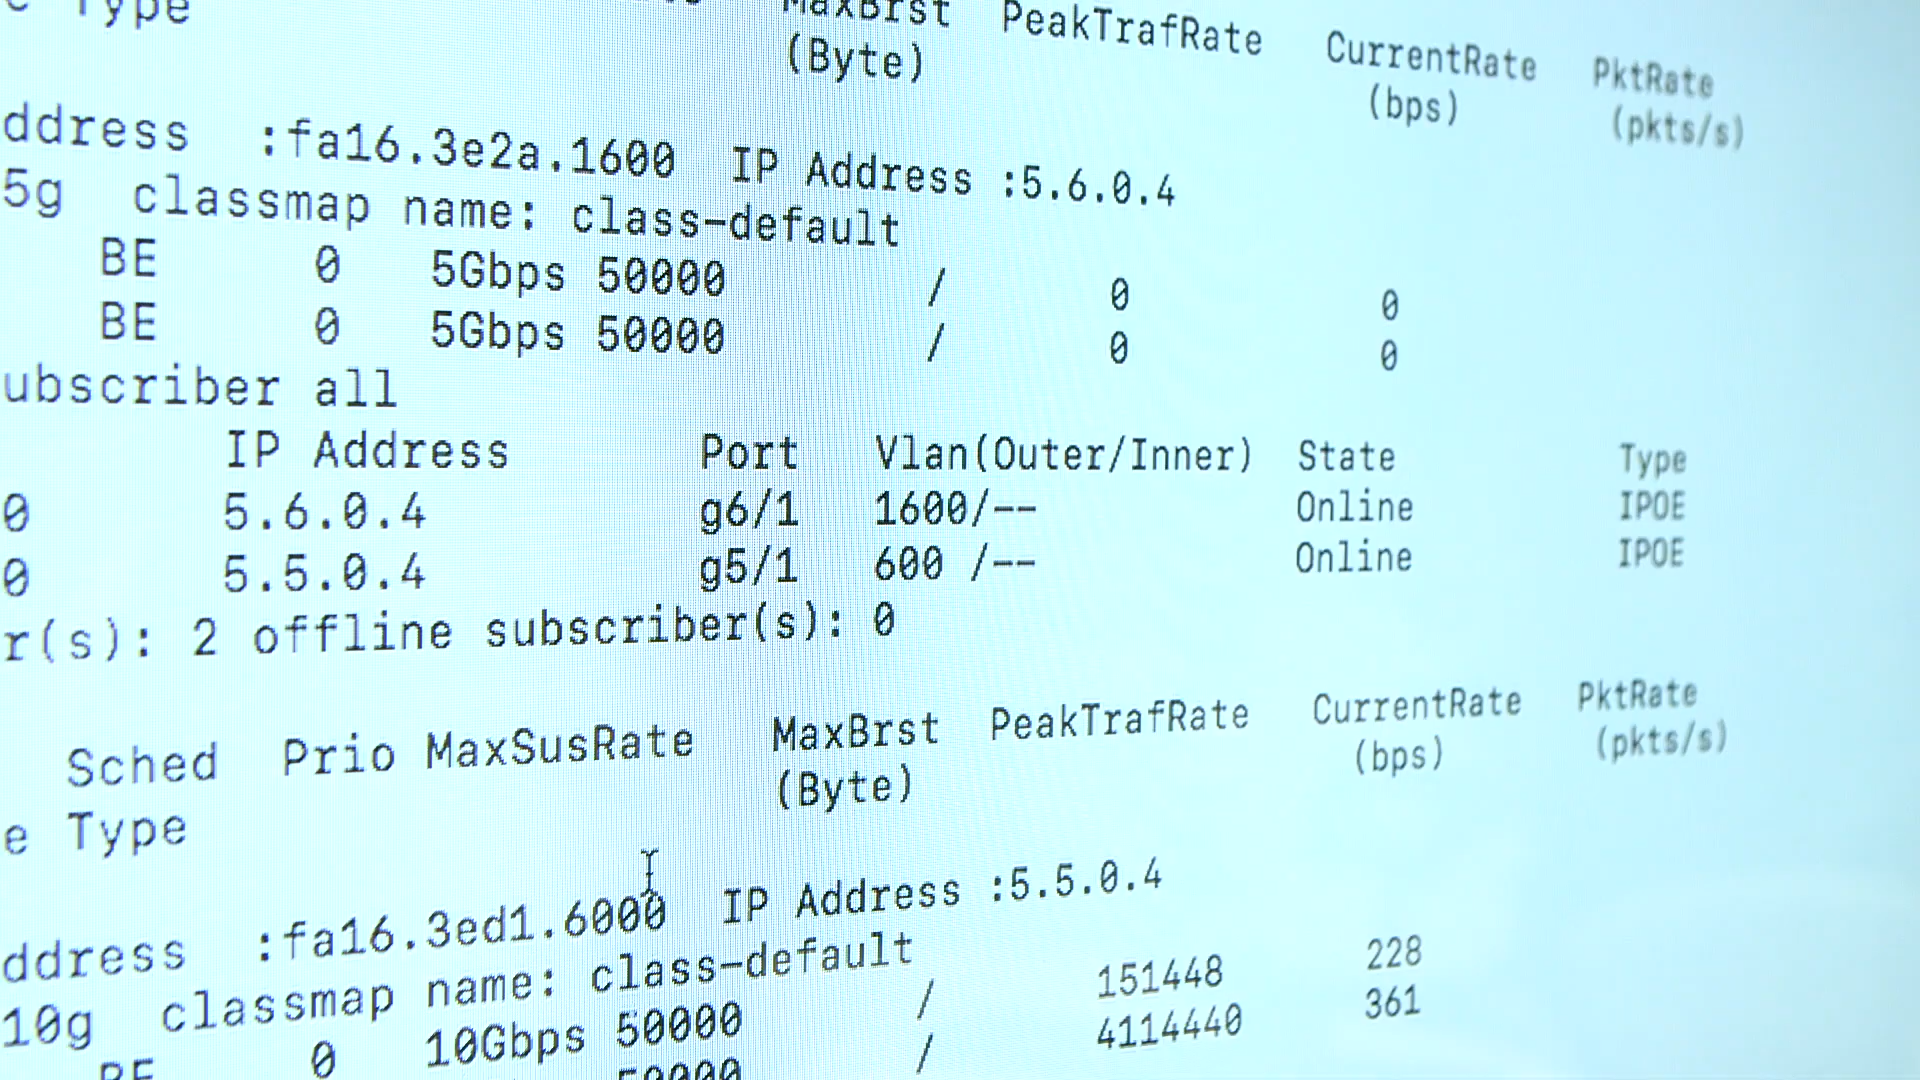 e Type MaxBrst PeakTrafRate CurrentRate PktRate
(Byte) (bps) (pkts/s)
ddress :fa16.3e2a.1600 IP Address :5.6.0.4
5g classmap name: class-default
BE 0 5Gbps 50000 / 0 0
BE 0 5Gbps 50000 / 0 0
ubscriber all
IP Address Port Vlan(Outer/Inner) State Type
0 5.6.0.4 g6/1 1600/-- Online IPOE
0 5.5.0.4 g5/1 600 /-- Online IPOE
r(s): 2 offline subscriber(s): 0
Sched Prio MaxSusRate MaxBrst PeakTrafRate CurrentRate PktRate
e Type (Byte) (bps) (pkts/s)
ddress :fa16.3ed1.6000 IP Address :5.5.0.4
10g classmap name: class-default
BE 0 10Gbps 50000 / 151448 228
50000 / 4114440 361